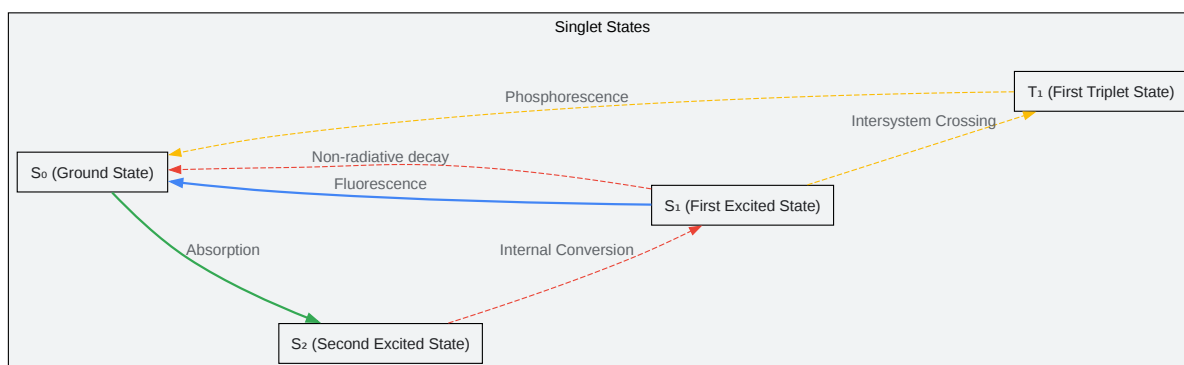 Singlet States
T₁ (First Triplet State)
Phosphorescence
Intersystem Crossing
Non-radiative decay
S₀ (Ground State)
Fluorescence
S₁ (First Excited State)
Absorption
Internal Conversion
S₂ (Second Excited State)